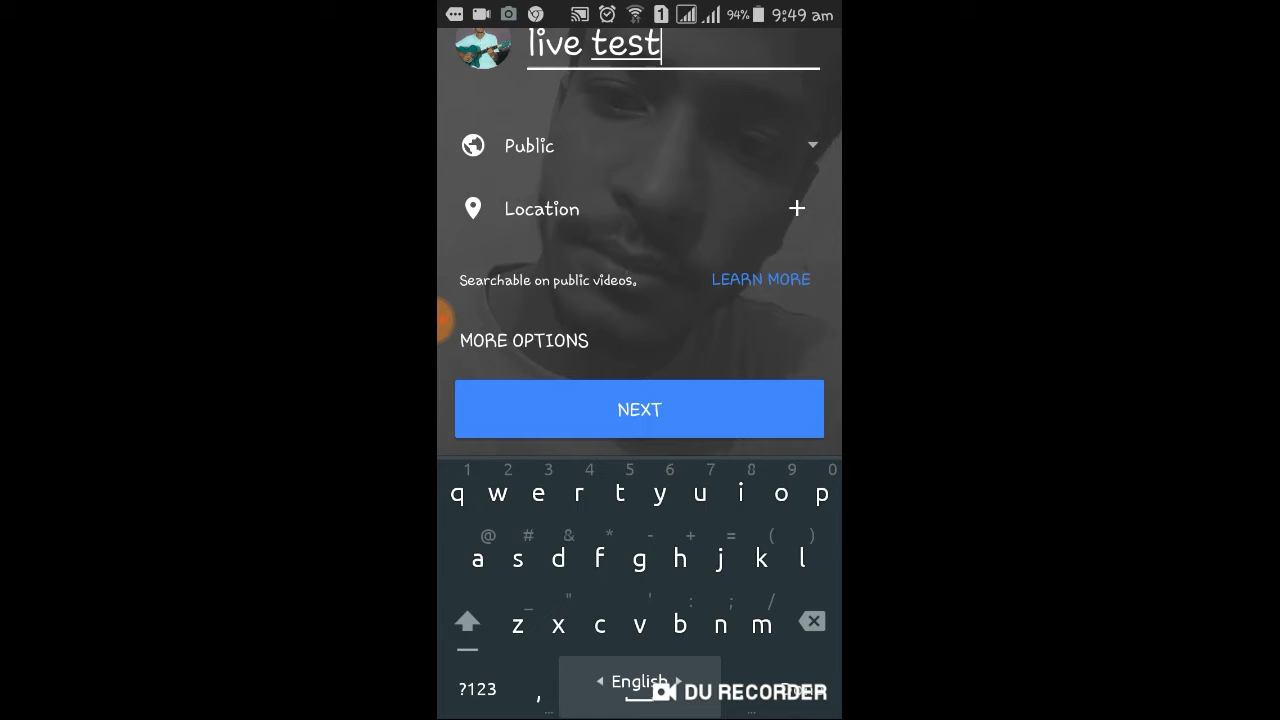 1 94% 9:49 am
live test
Public
Location +
Searchable on public videos. LEARN MORE
MORE OPTIONS
NEXT
1 2 3 4 5 6 7 8 9 0
q w e r t y u i o p
@ # & * - + = ( )
a s d f g h j k l
_ " ' : ; /
z x c v b n m
?123 , English
DU RECORDER